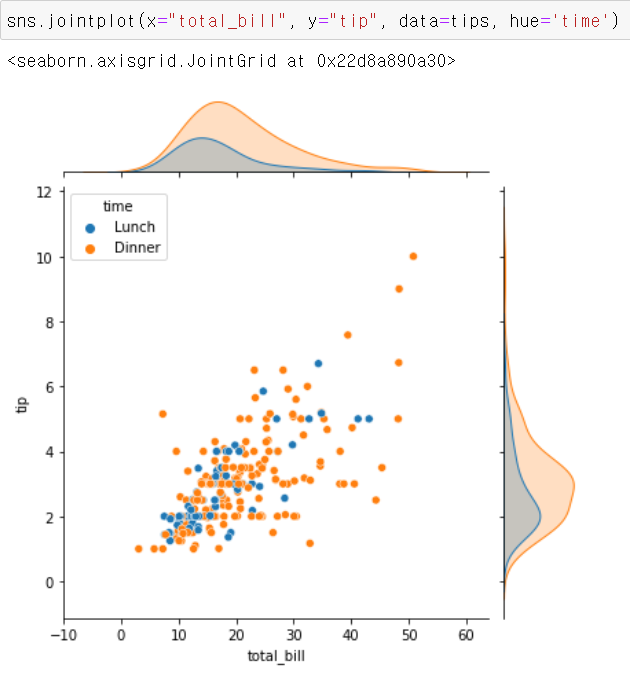 sns.jointplot(x="total_bill", y="tip", data=tips, hue='time')
<seaborn.axisgrid.JointGrid at 0x22d8a890a30>
12
time
Lunch
Dinner
10
8
6
tip
4
2
0
−10 0 10 20 30 40 50 60
total_bill